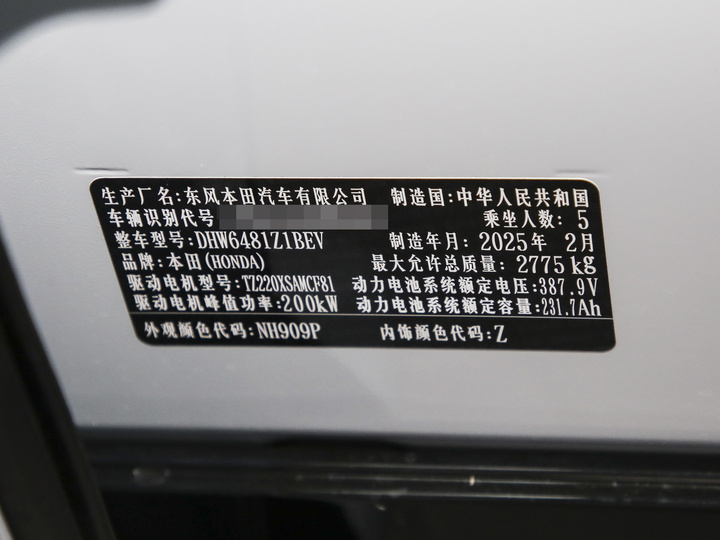 生产厂名:东风本田汽车有限公司 制造国:中华人民共和国
车辆识别代号 乘坐人数: 5
整车型号:DHW6481Z1BEV 制造年月: 2025年 2月
品牌:本田(HONDA) 最大允许总质量: 2775 kg
驱动电机型号:TZ220XSAMCF81 动力电池系统额定电压:387.9V
驱动电机峰值功率:200kW 动力电池系统额定容量:231.7Ah
外观颜色代码:NH909P 内饰颜色代码:Z